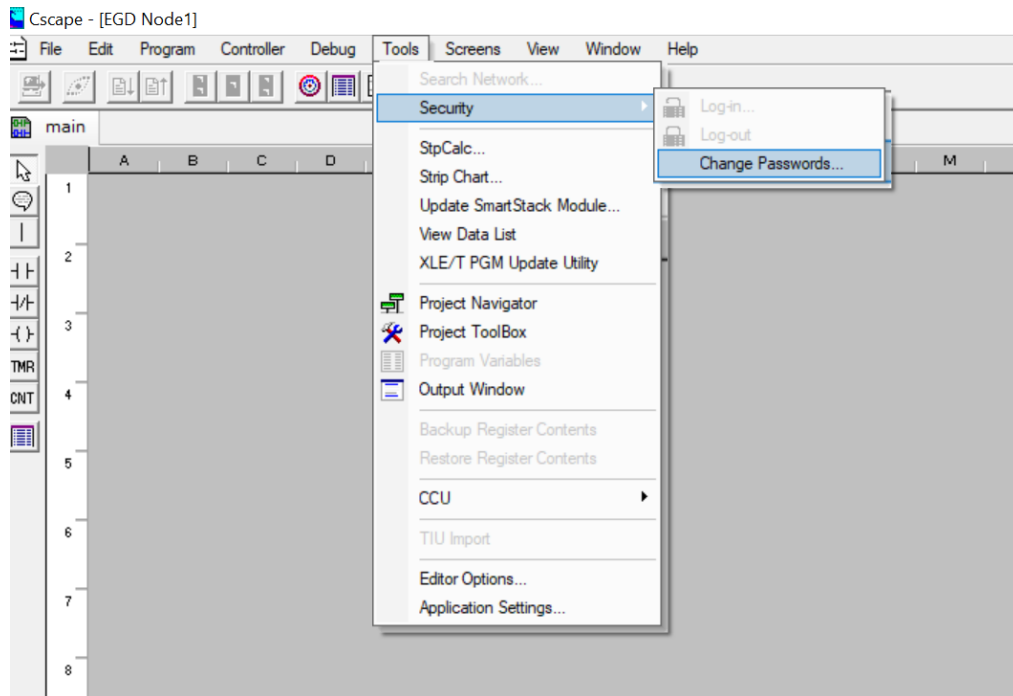 Cscape - [EGD Node1]
File Edit Program Controller Debug Tools Screens View Window Help
main
A B C D M
1
2
3
4
5
6
7
8
TMR
CNT
Search Network...
Security
StpCalc...
Strip Chart...
Update SmartStack Module...
View Data List
XLE/T PGM Update Utility
Project Navigator
Project ToolBox
Program Variables
Output Window
Backup Register Contents
Restore Register Contents
CCU
TIU Import
Editor Options...
Application Settings...
Log-in...
Log-out
Change Passwords...